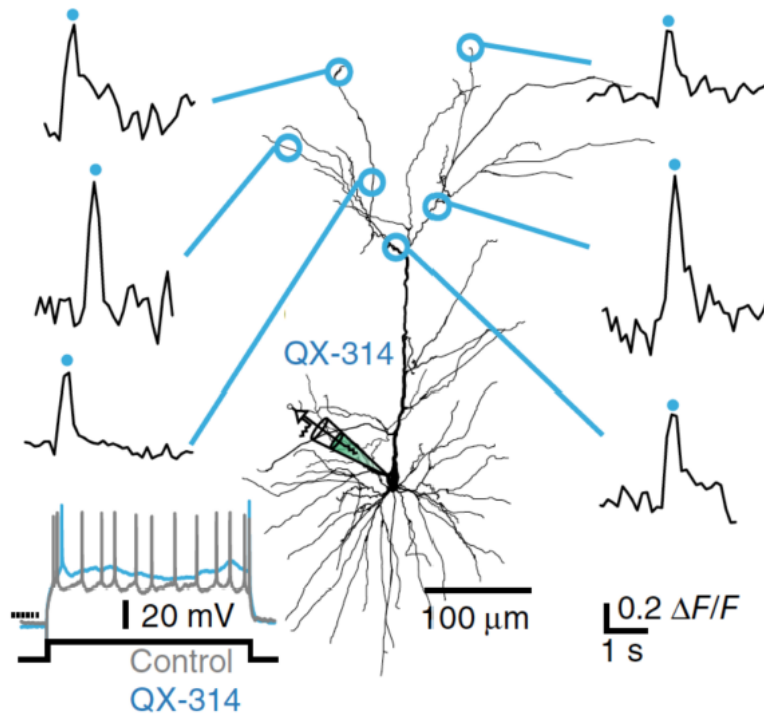 QX-314
20 mV
Control
QX-314
100 μm
0.2 ΔF/F
1 s